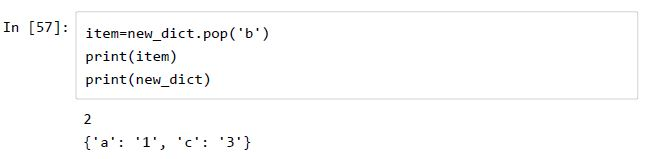 In [57]: item=new_dict.pop('b')
print(item)
print(new_dict)
2
{'a': '1', 'c': '3'}